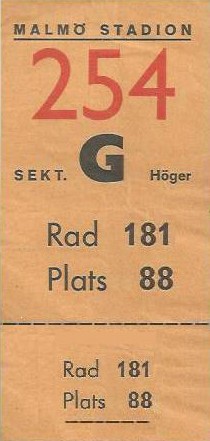 MALMÖ STADION
254
SEKT. G Höger
Rad 181
Plats 88
Rad 181
Plats 88